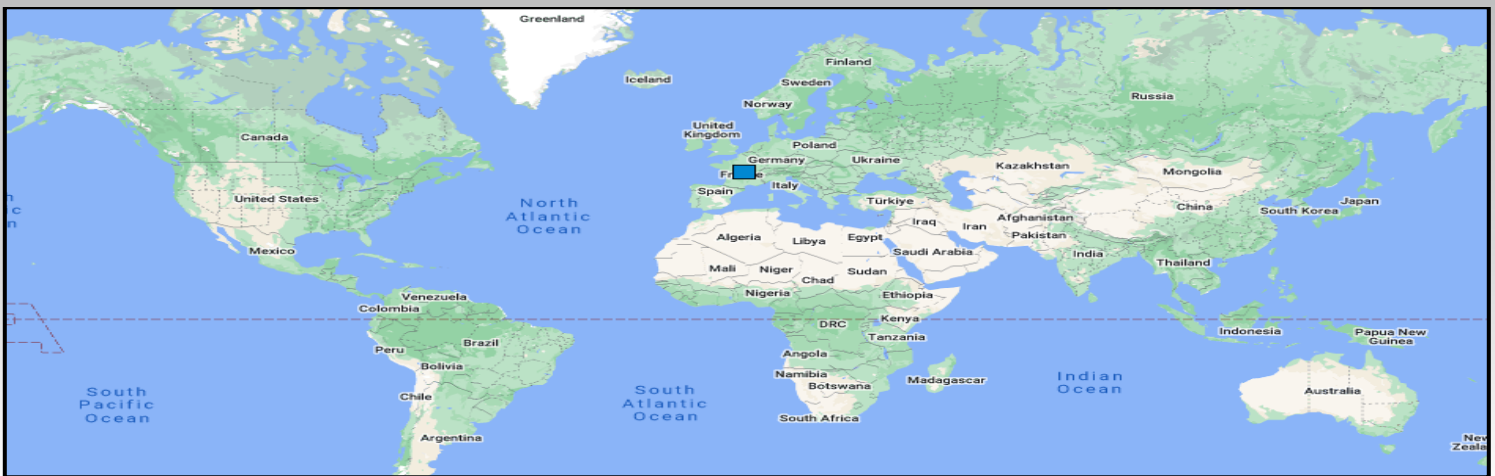 Greenland
Iceland
Finland
Sweden
Norway
Russia
Canada
United
Kingdom
Poland
Germany
Ukraine
Kazakhstan
Mongolia
Spain
Italy
Türkiye
United States
China
South Korea
Japan
North
Atlantic
Ocean
Iraq
Iran
Afghanistan
Pakistan
Mexico
Algeria
Libya
Egypt
Saudi Arabia
India
Thailand
Mali
Niger
Chad
Sudan
Venezuela
Colombia
Nigeria
Ethiopia
DRC
Kenya
Tanzania
Indonesia
Papua New
Guinea
Peru
Brazil
Bolivia
Angola
Namibia
Botswana
Madagascar
Indian
Ocean
Australia
South
Pacific
Ocean
Chile
South
Atlantic
Ocean
South Africa
Argentina